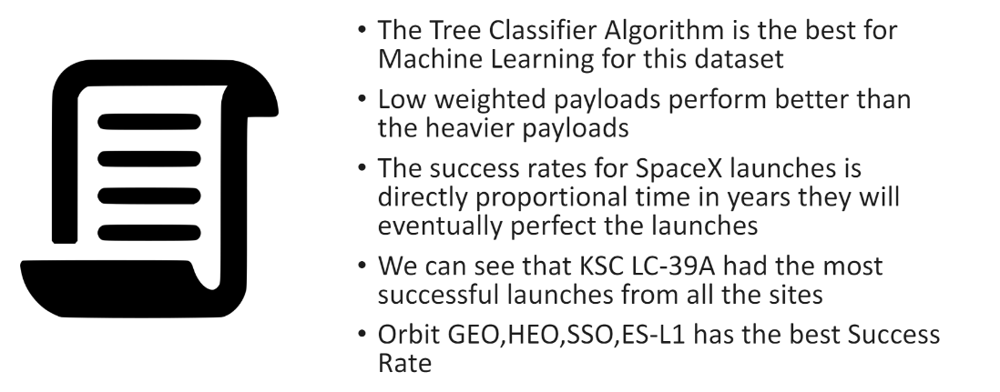 • The Tree Classifier Algorithm is the best for
Machine Learning for this dataset
• Low weighted payloads perform better than
the heavier payloads
• The success rates for SpaceX launches is
directly proportional time in years they will
eventually perfect the launches
• We can see that KSC LC-39A had the most
successful launches from all the sites
• Orbit GEO,HEO,SSO,ES-L1 has the best Success
Rate